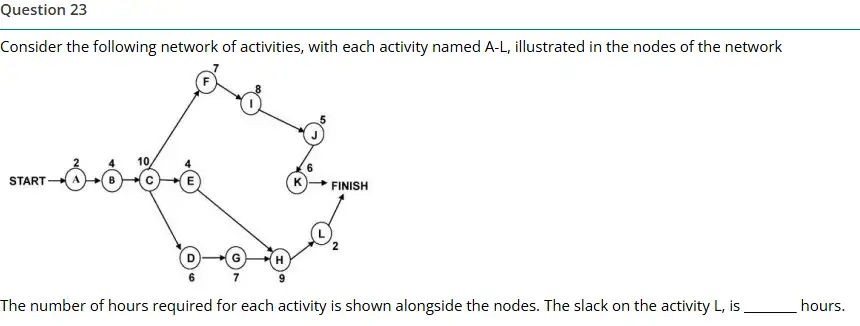 Question 23
Consider the following network of activities, with each activity named A-L, illustrated in the nodes of the network
7
F
8
I
5
J
2 4 10 4 6
START A B C E K FINISH
L
2
D G H
6 7 9
The number of hours required for each activity is shown alongside the nodes. The slack on the activity L, is ______ hours.